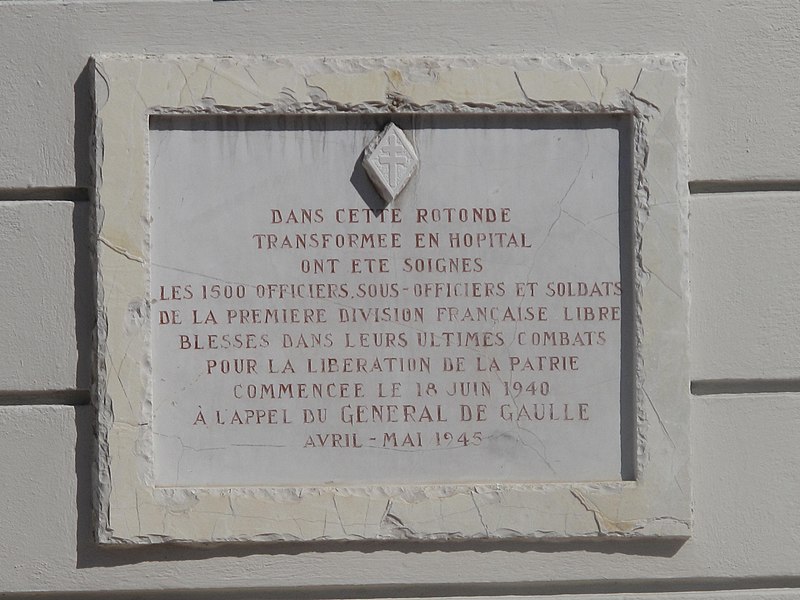 DANS CETTE ROTONDE
TRANSFORMEE EN HOPITAL
ONT ETE SOIGNES
LES 1500 OFFICIERS, SOUS-OFFICIERS ET SOLDATS
DE LA PREMIERE DIVISION FRANÇAISE LIBRE
BLESSES DANS LEURS ULTIMES COMBATS
POUR LA LIBERATION DE LA PATRIE
COMMENCEE LE 18 JUIN 1940
À L'APPEL DU GENERAL DE GAULLE
AVRIL - MAI 1945